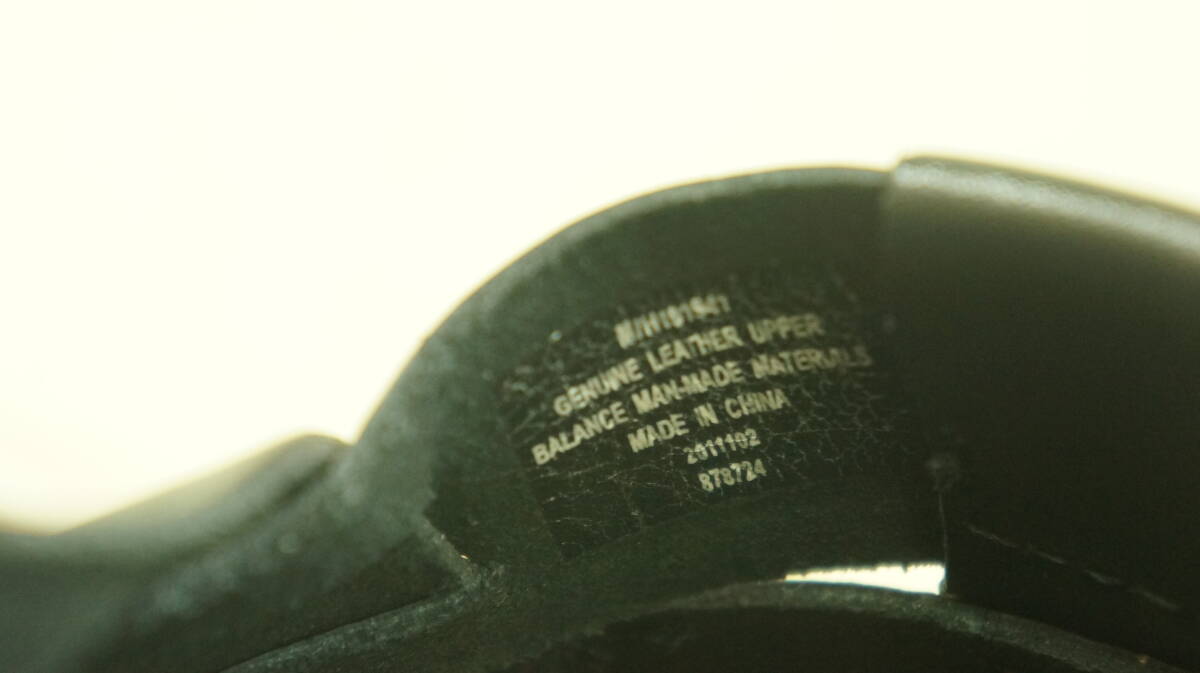 GENUINE LEATHER UPPER
BALANCE MAN-MADE MATERIALS
MADE IN CHINA
2011102
878724